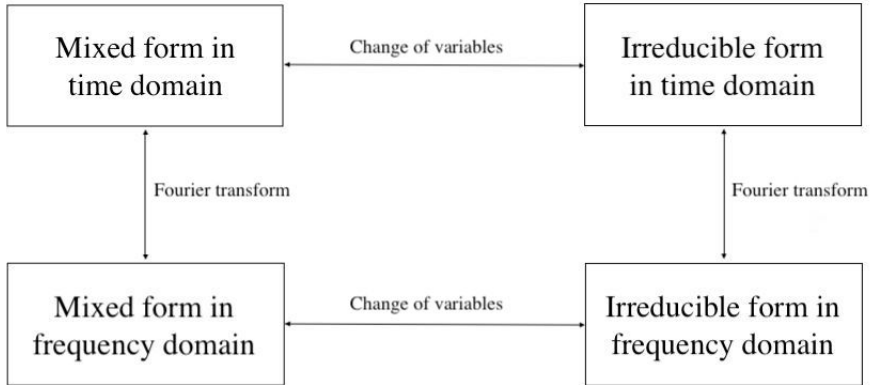 Mixed form in
time domain
Change of variables
Irreducible form
in time domain
Fourier transform
Fourier transform
Mixed form in
frequency domain
Change of variables
Irreducible form in
frequency domain